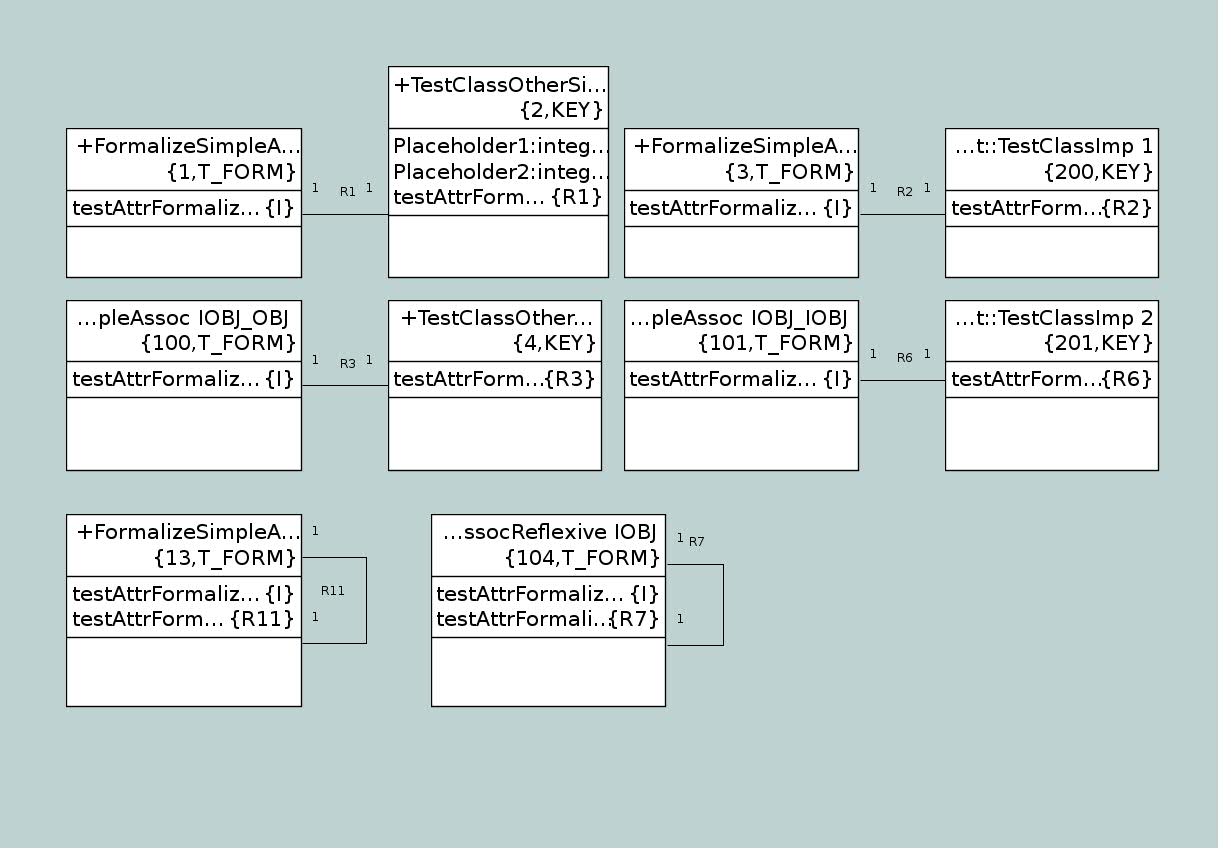 +TestClassOtherSi...
{2,KEY}
Placeholder1:integ...
Placeholder2:integ...
testAttrForm... {R1}
+FormalizeSimpleA...
{1,T_FORM}
testAttrFormaliz... {I}
1 R1 1
+FormalizeSimpleA...
{3,T_FORM}
testAttrFormaliz... {I}
1 R2 1
...t::TestClassImp 1
{200,KEY}
testAttrForm...{R2}
...pleAssoc IOBJ_OBJ
{100,T_FORM}
testAttrFormaliz... {I}
1 R3 1
+TestClassOther...
{4,KEY}
testAttrForm...{R3}
...pleAssoc IOBJ_IOBJ
{101,T_FORM}
testAttrFormaliz... {I}
1 R6 1
...t::TestClassImp 2
{201,KEY}
testAttrForm...{R6}
+FormalizeSimpleA...
{13,T_FORM}
testAttrFormaliz... {I}
testAttrForm... {R11}
1
R11
1
...ssocReflexive IOBJ
{104,T_FORM}
testAttrFormaliz... {I}
testAttrFormali...{R7}
1 R7
1